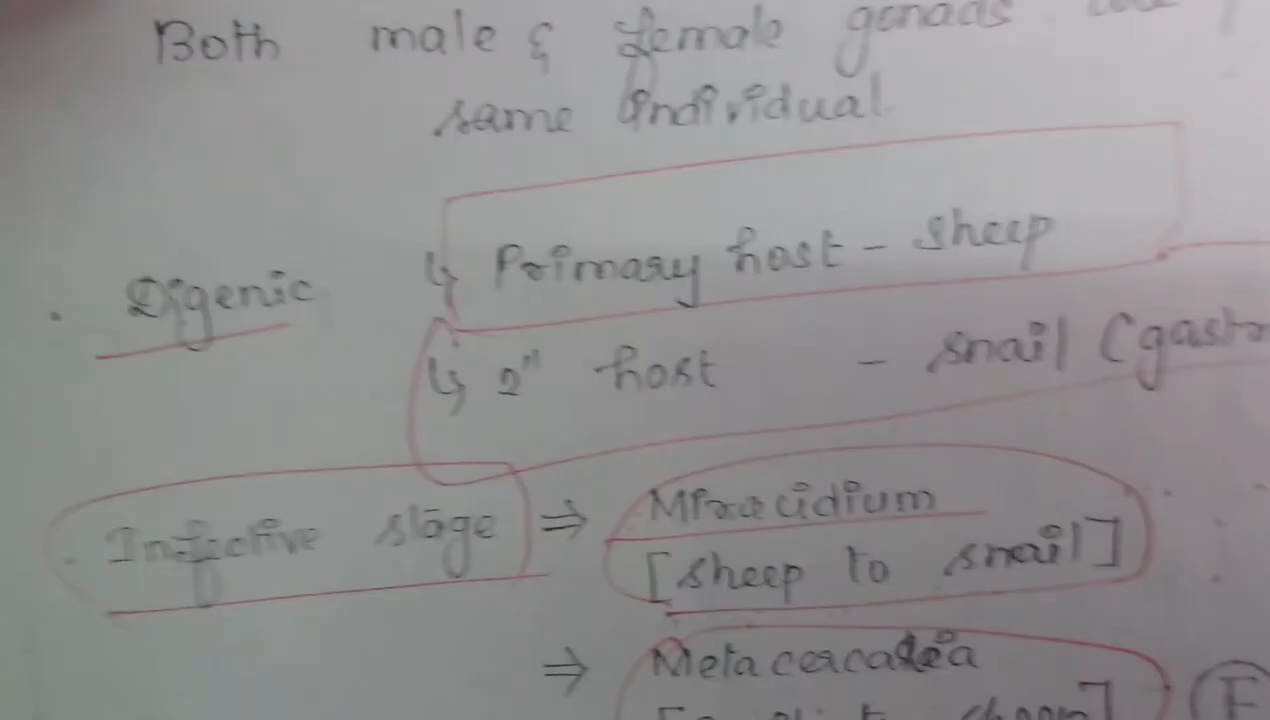 Both male & female gonads
same individual
. Digenic ↳ Primary host - sheep
↳ 2" host - snail (gastro
. Infective stage ⇒ Miracidium
[sheep to snail]
⇒ Metacercaria